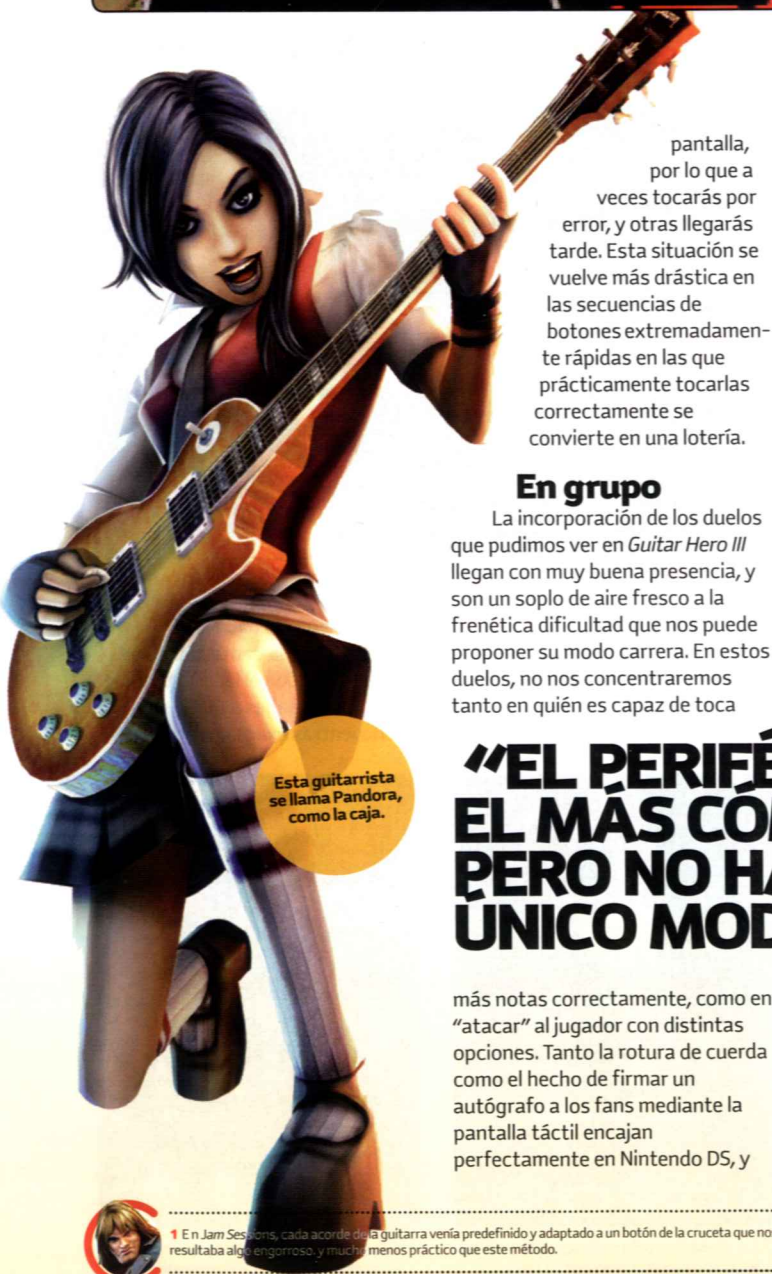 pantalla,
por lo que a
veces tocarás por
error, y otras llegarás
tarde. Esta situación se
vuelve más drástica en
las secuencias de
botones extremadamen-
te rápidas en las que
prácticamente tocarlas
correctamente se
convierte en una lotería.
En grupo
La incorporación de los duelos
que pudimos ver en Guitar Hero III
llegan con muy buena presencia, y
son un soplo de aire fresco a la
frenética dificultad que nos puede
proponer su modo carrera. En estos
duelos, no nos concentraremos
tanto en quién es capaz de toca
Esta guitarrista
se llama Pandora,
como la caja.
"EL PERIFÉ
EL MÁS CÓ
PERO NO HA
ÚNICO MOD
más notas correctamente, como en
"atacar" al jugador con distintas
opciones. Tanto la rotura de cuerda
como el hecho de firmar un
autógrafo a los fans mediante la
pantalla táctil encajan
perfectamente en Nintendo DS, y
1 En Jam Sessions, cada acorde de la guitarra venía predefinido y adaptado a un botón de la cruceta que no
resultaba algo engorroso. y mucho menos práctico que este método.